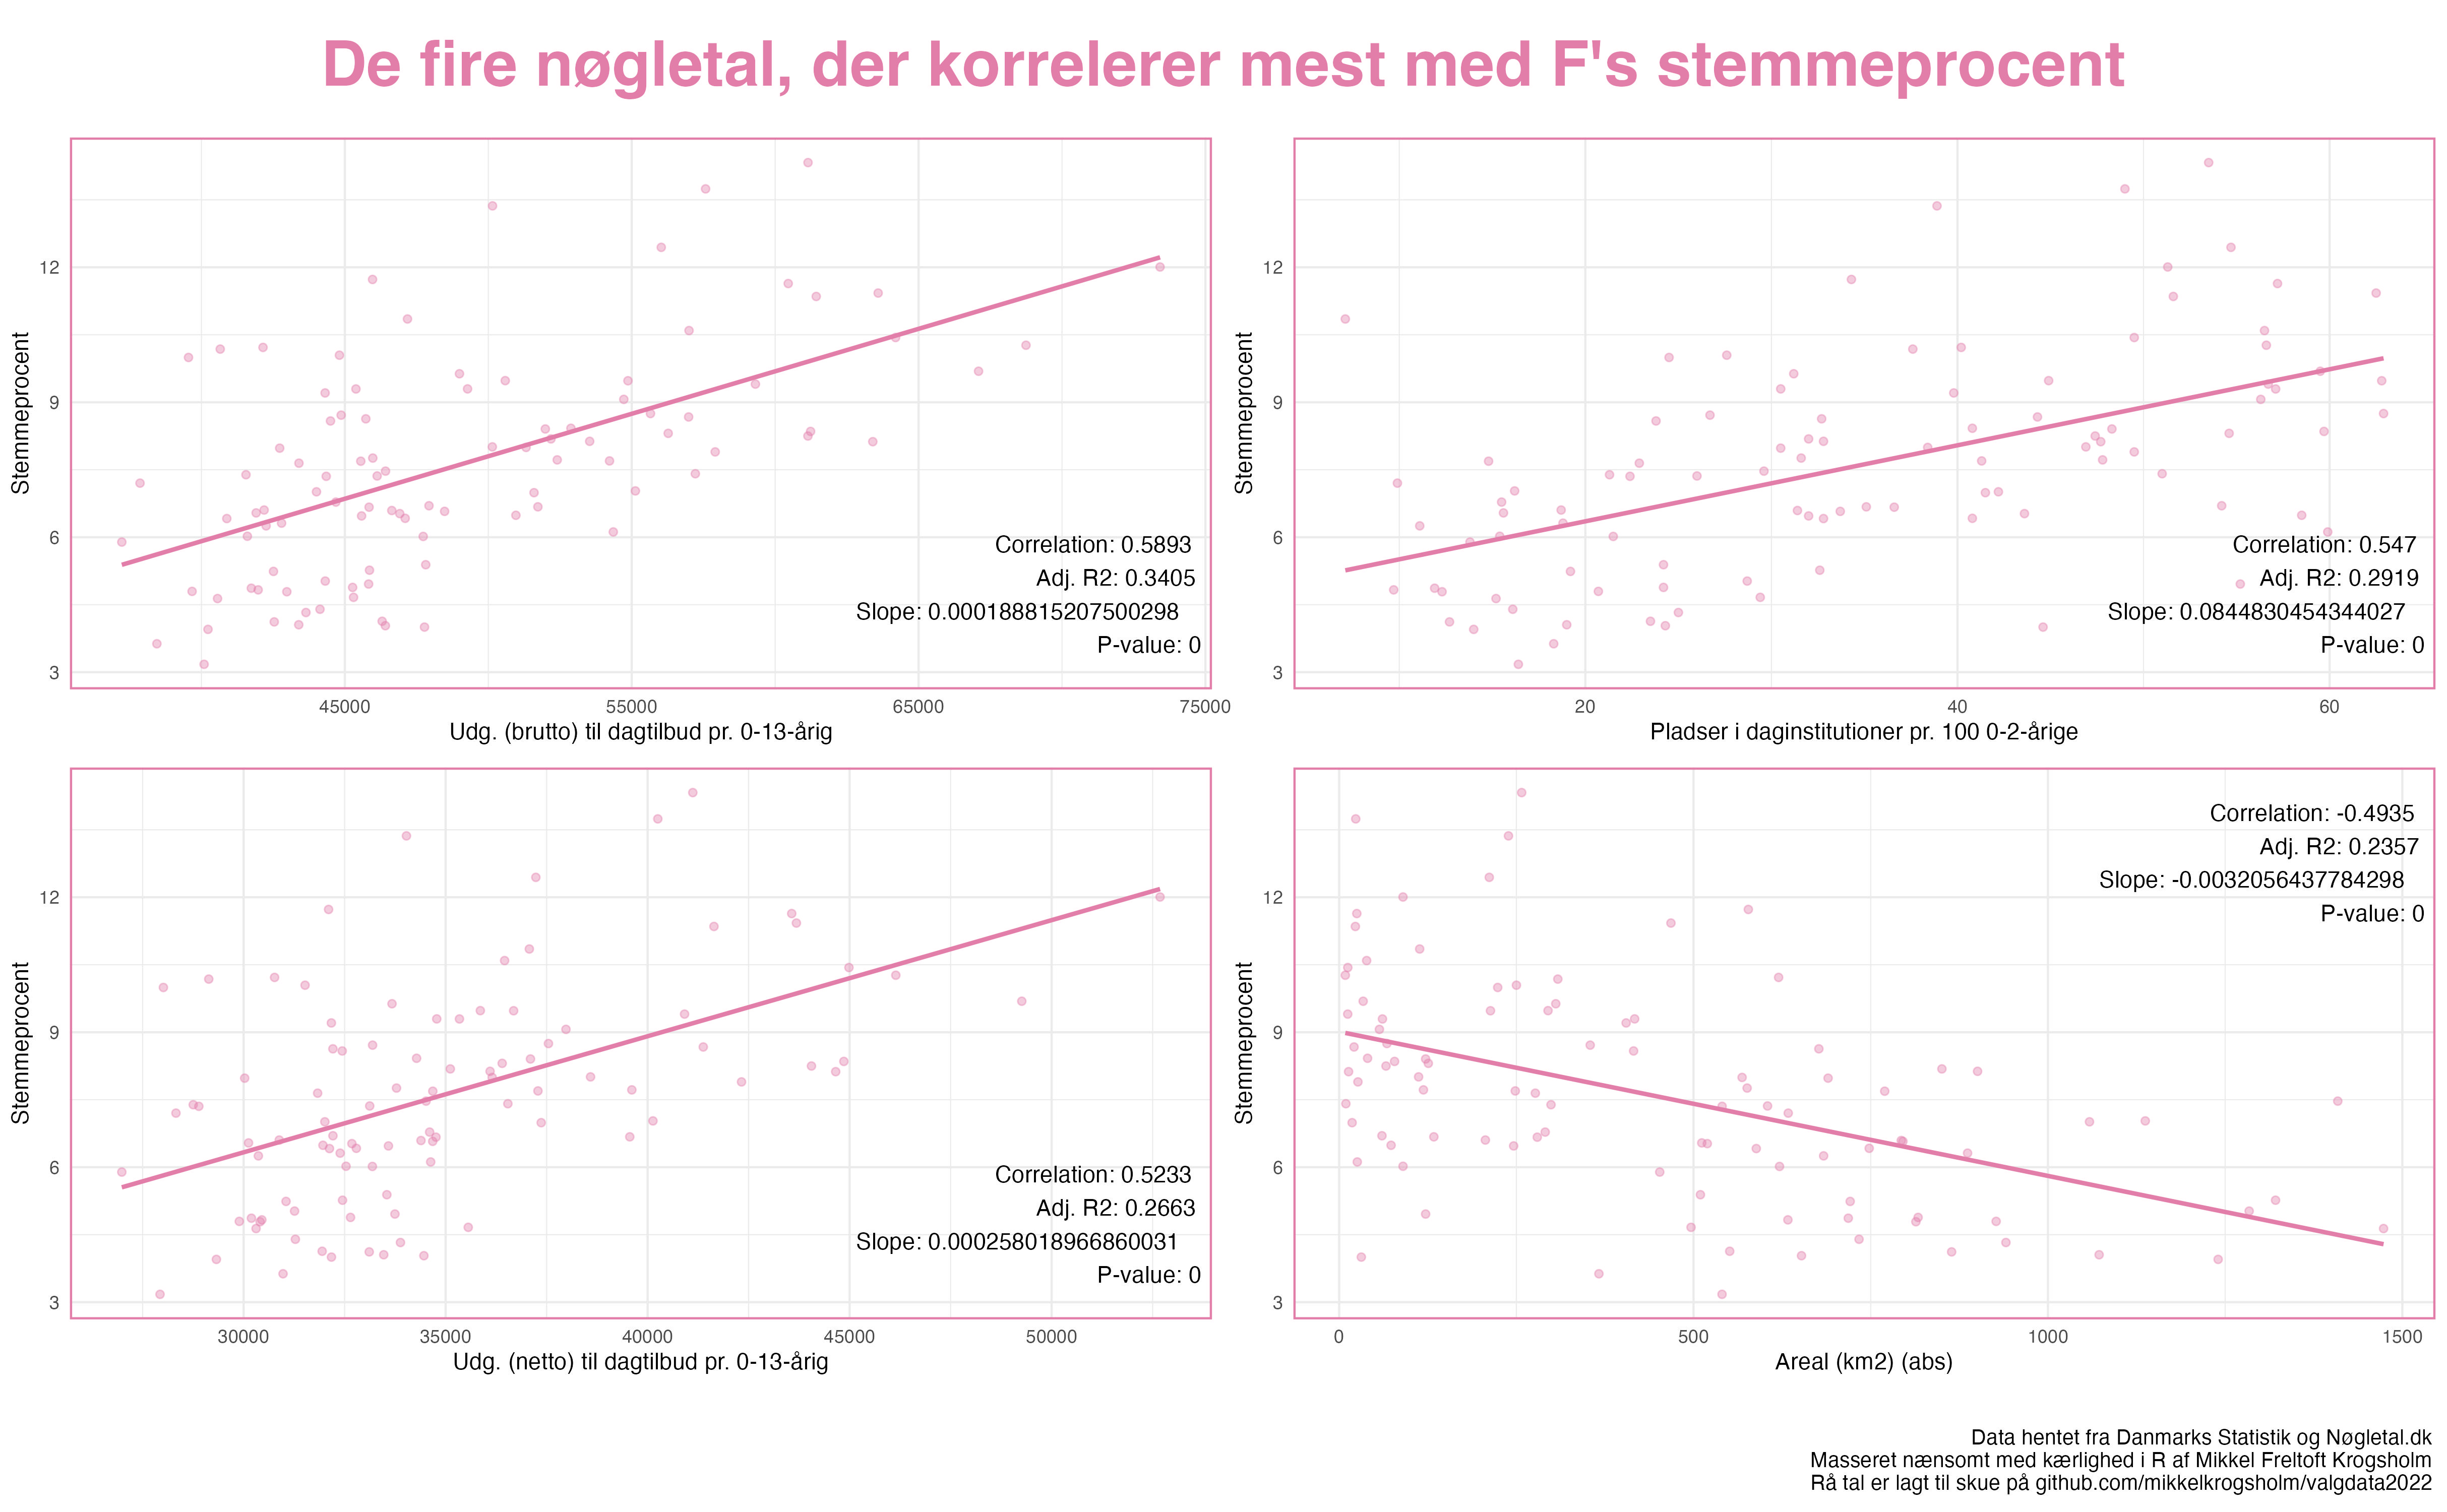 De fire nøgletal, der korrelerer mest med F's stemmeprocent
Stemmeprocent
12
9
6
3
Correlation: 0.5893
Adj. R2: 0.3405
Slope: 0.000188815207500298
P-value: 0
45000 55000 65000 75000
Udg. (brutto) til dagtilbud pr. 0-13-årig
Stemmeprocent
12
9
6
3
Correlation: 0.547
Adj. R2: 0.2919
Slope: 0.0844830454344027
P-value: 0
20 40 60
Pladser i daginstitutioner pr. 100 0-2-årige
Stemmeprocent
12
9
6
3
Correlation: 0.5233
Adj. R2: 0.2663
Slope: 0.000258018966860031
P-value: 0
30000 35000 40000 45000 50000
Udg. (netto) til dagtilbud pr. 0-13-årig
Stemmeprocent
12
9
6
3
Correlation: -0.4935
Adj. R2: 0.2357
Slope: -0.0032056437784298
P-value: 0
0 500 1000 1500
Areal (km2) (abs)
Data hentet fra Danmarks Statistik og Nøgletal.dk
Masseret nænsomt med kærlighed i R af Mikkel Freltoft Krogsholm
Rå tal er lagt til skue på github.com/mikkelkrogsholm/valgdata2022